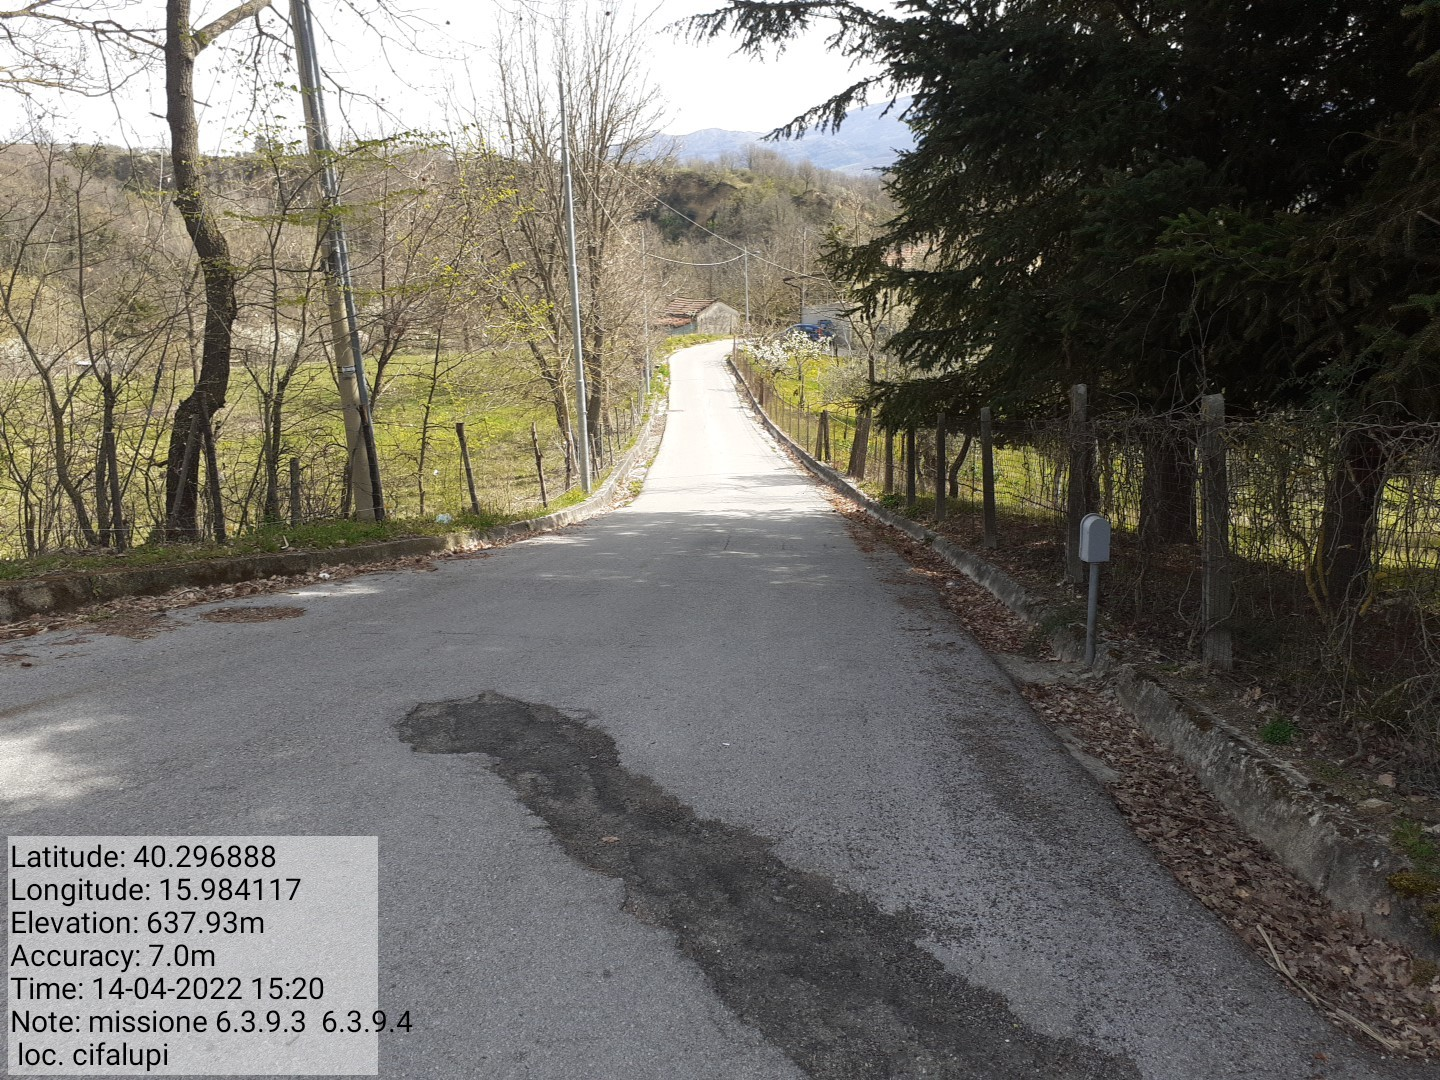 Latitude: 40.296888
Longitude: 15.984117
Elevation: 637.93m
Accuracy: 7.0m
Time: 14-04-2022 15:20
Note: missione 6.3.9.3  6.3.9.4
loc. cifalupi